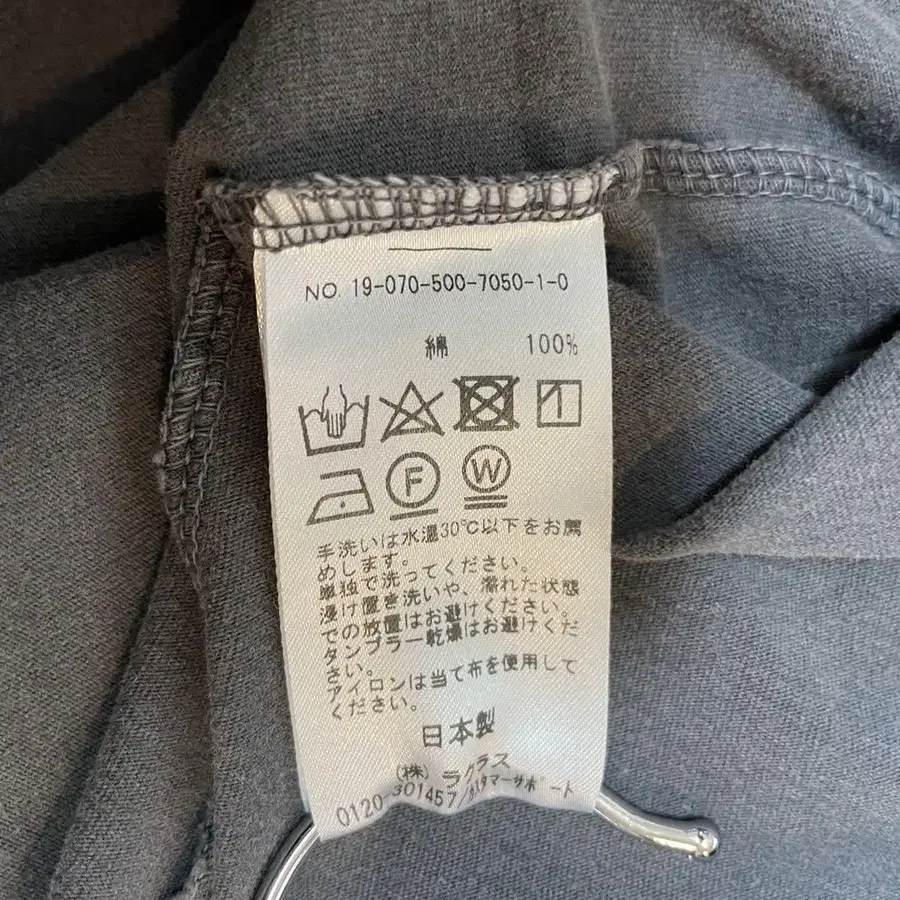 NO. 19-070-500-7050-1-0
綿 100%
F W
手洗いは水温30℃以下をお薦
めします。
単独で洗ってください。
浸け置き洗いや、濡れた状態
での放置はお避けください。
タンブラー乾燥はお避けくだ
さい。
アイロンは当て布を使用して
ください。
日本製
(株) ラクラス
0120-301457/カスタマーサポート